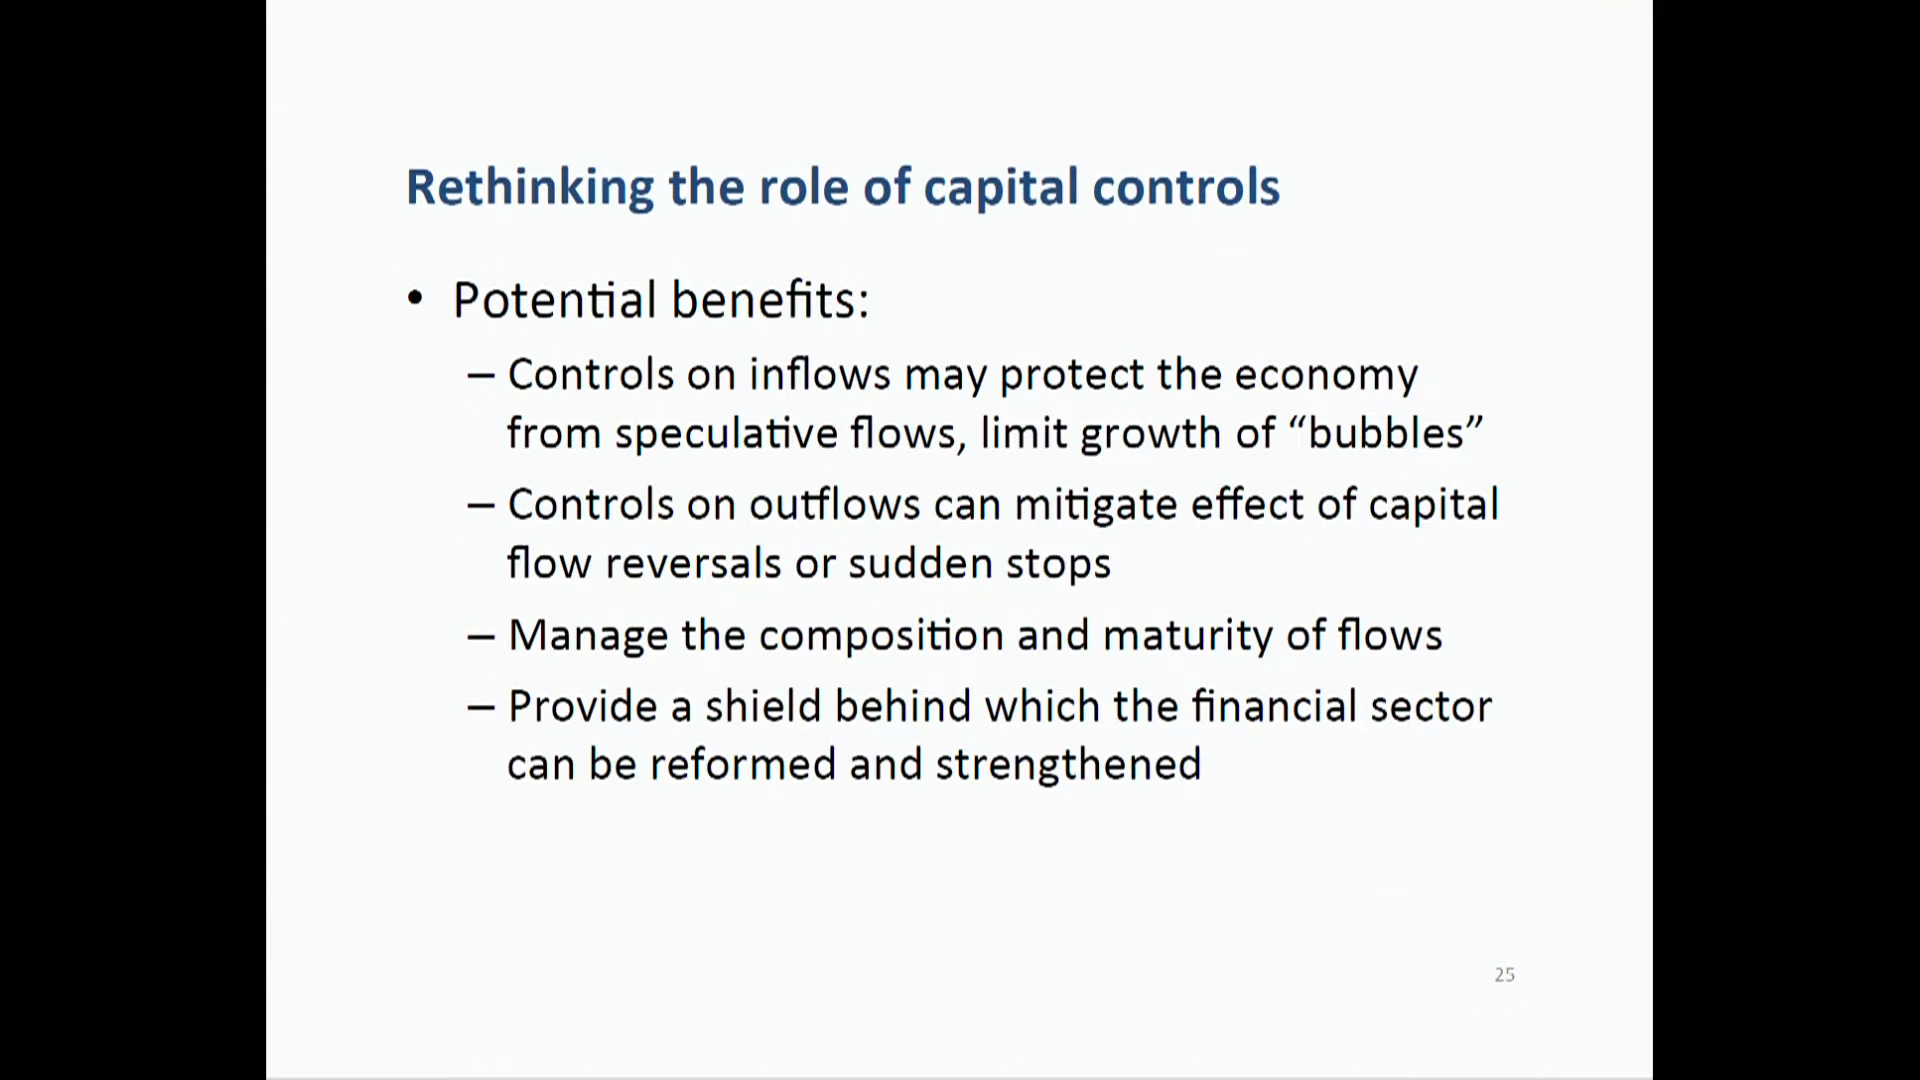 Rethinking the role of capital controls
• Potential benefits:
– Controls on inflows may protect the economy
from speculative flows, limit growth of “bubbles”
– Controls on outflows can mitigate effect of capital
flow reversals or sudden stops
– Manage the composition and maturity of flows
– Provide a shield behind which the financial sector
can be reformed and strengthened
25